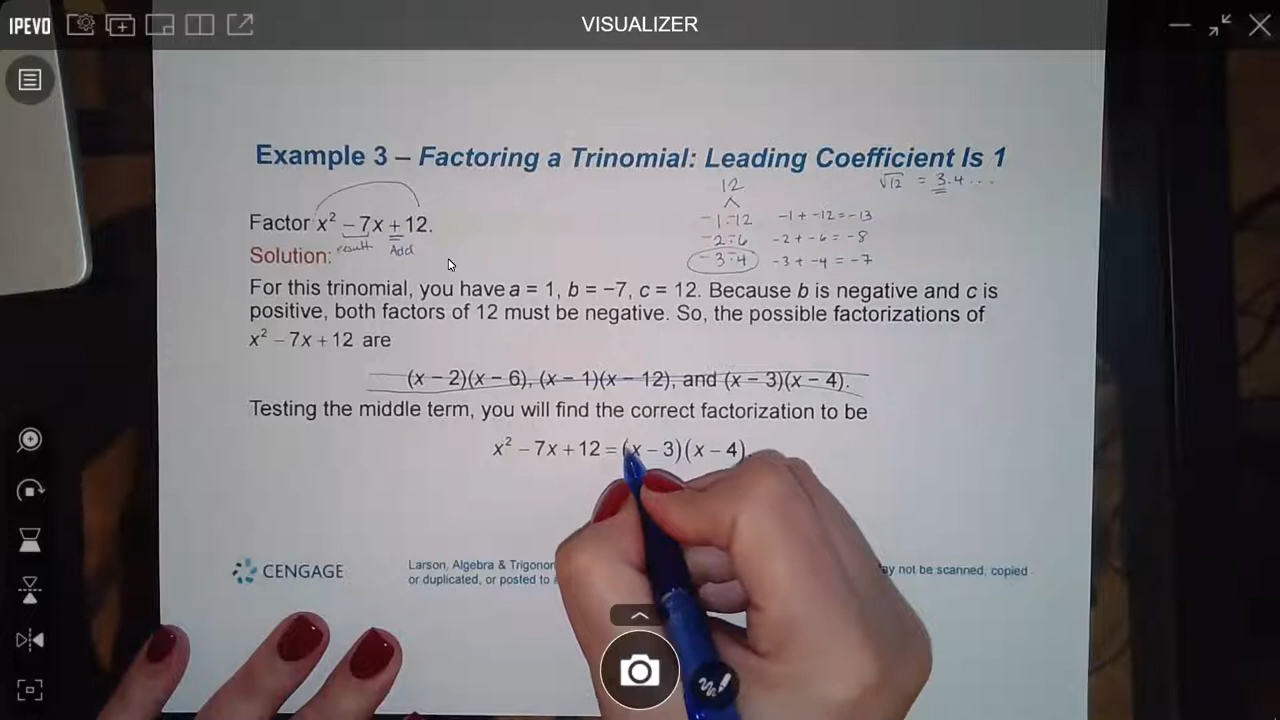 IPEVO
VISUALIZER
Example 3 – Factoring a Trinomial: Leading Coefficient Is 1
12
√12 = 3.4...
-1·-12 -1 + -12 = -13
Factor x² − 7x + 12.
result Add
-2·-6 -2 + -6 = -8
Solution:
-3·-4 -3 + -4 = -7
For this trinomial, you have a = 1, b = −7, c = 12. Because b is negative and c is
positive, both factors of 12 must be negative. So, the possible factorizations of
x² − 7x + 12 are
(x − 2)(x − 6), (x − 1)(x − 12), and (x − 3)(x − 4).
Testing the middle term, you will find the correct factorization to be
x² − 7x + 12 = (x − 3)(x − 4).
CENGAGE
Larson, Algebra &
may not be scanned, copied
or duplicated, or posted to